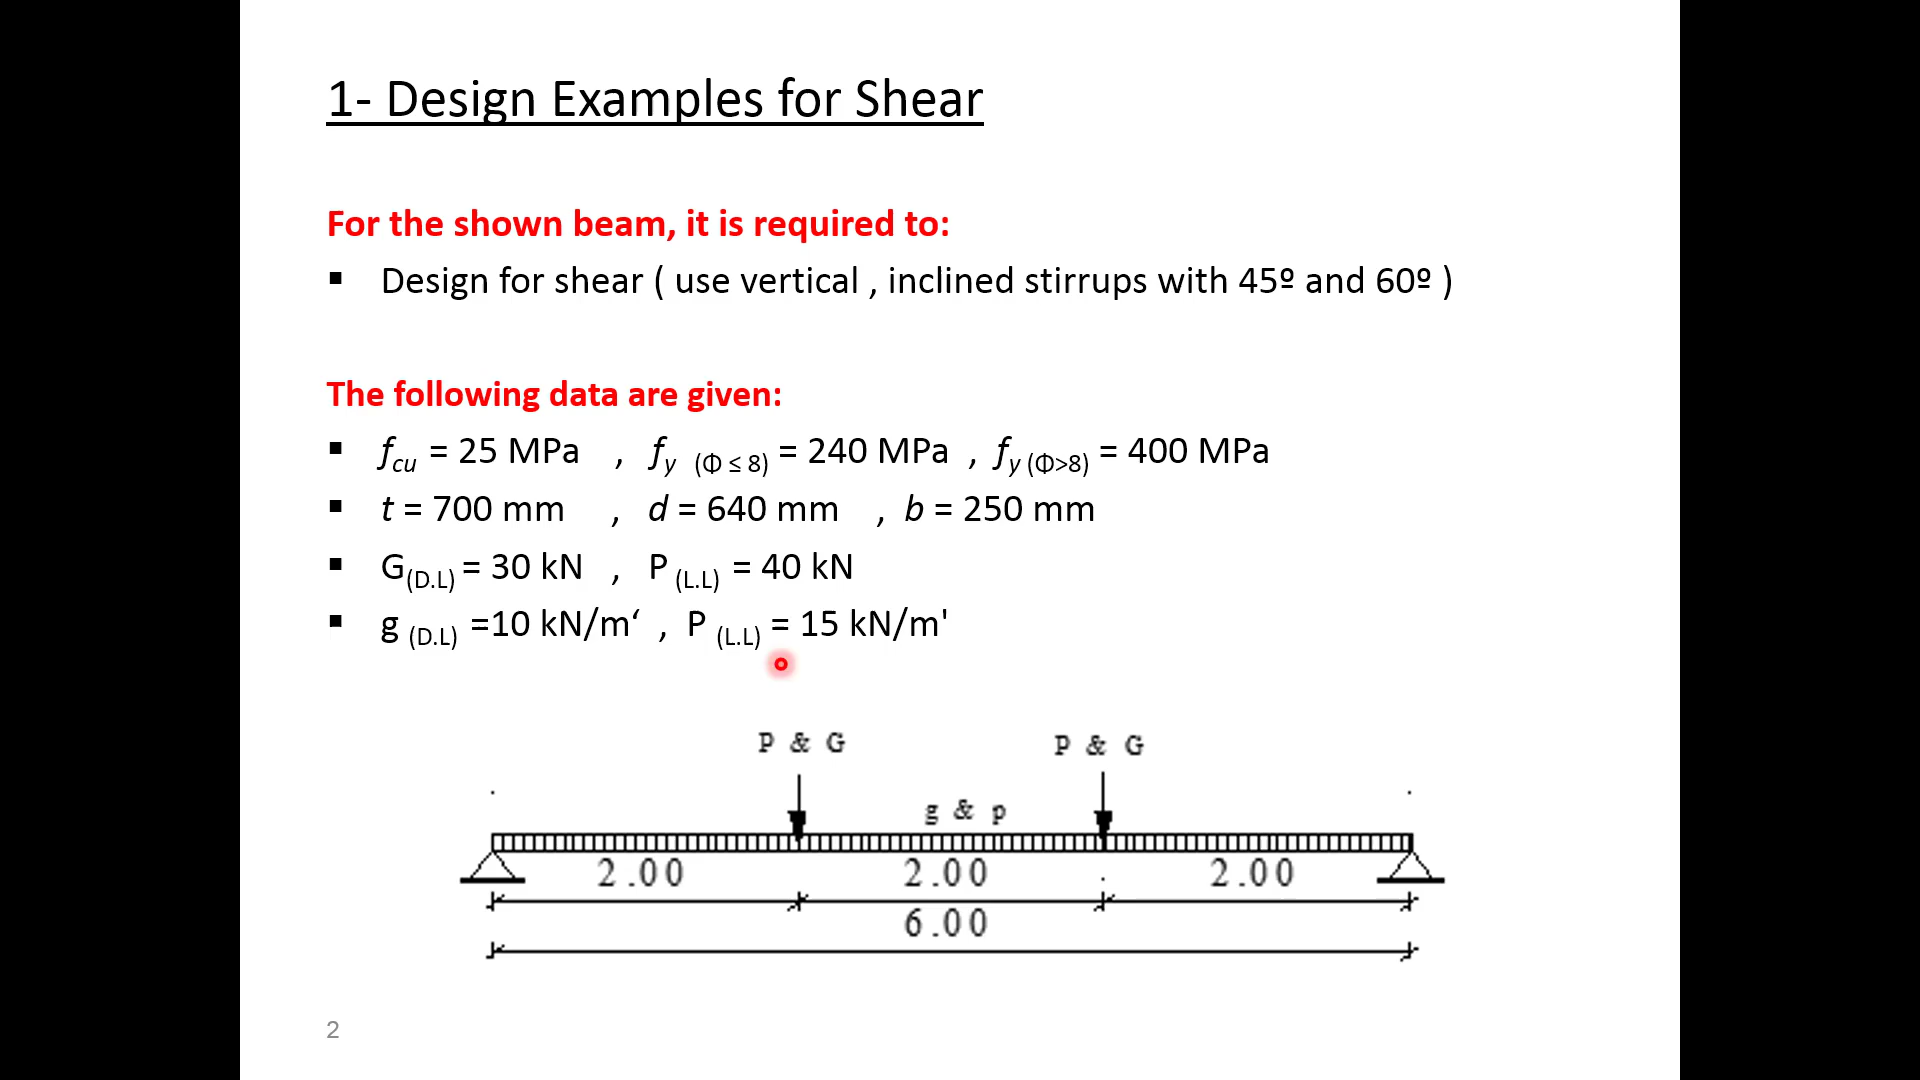 1- Design Examples for Shear
For the shown beam, it is required to:
▪ Design for shear ( use vertical , inclined stirrups with 45º and 60º )
The following data are given:
▪ fcu = 25 MPa , fy (Φ ≤ 8) = 240 MPa , fy (Φ>8) = 400 MPa
▪ t = 700 mm , d = 640 mm , b = 250 mm
▪ G(D.L) = 30 kN , P (L.L) = 40 kN
▪ g (D.L) =10 kN/m‘ , P (L.L) = 15 kN/m'
P & G P & G
g & p
2.00 2.00 2.00
6.00
2